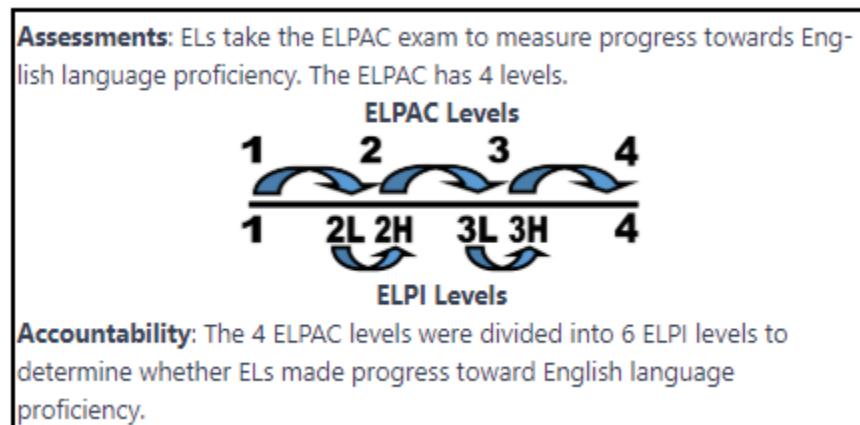 Assessments: ELs take the ELPAC exam to measure progress towards Eng-
lish language proficiency. The ELPAC has 4 levels.
ELPAC Levels
1 2 3 4
1 2L 2H 3L 3H 4
ELPI Levels
Accountability: The 4 ELPAC levels were divided into 6 ELPI levels to
determine whether ELs made progress toward English language
proficiency.